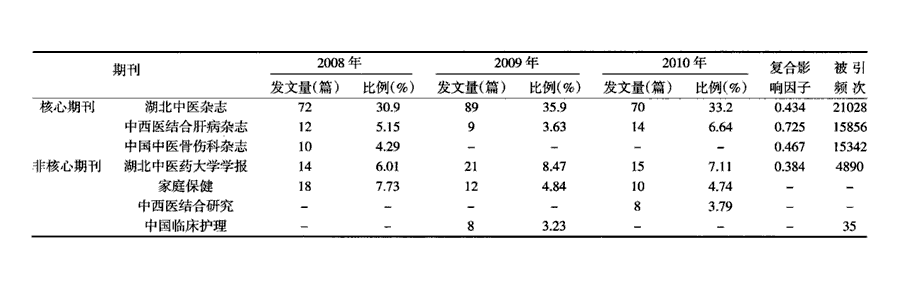 期刊 2008 年 2009 年 2010 年 复合影响因子 被引频次
发文量(篇) 比例(%) 发文量(篇) 比例(%) 发文量(篇) 比例(%)
核心期刊 湖北中医杂志 72 30.9 89 35.9 70 33.2 0.434 21028
中西医结合肝病杂志 12 5.15 9 3.63 14 6.64 0.725 15856
中国中医骨伤科杂志 10 4.29 – – – – 0.467 15342
非核心期刊 湖北中医药大学学报 14 6.01 21 8.47 15 7.11 0.384 4890
家庭保健 18 7.73 12 4.84 10 4.74 – –
中西医结合研究 – – – – 8 3.79 – –
中国临床护理 – – 8 3.23 – – – 35